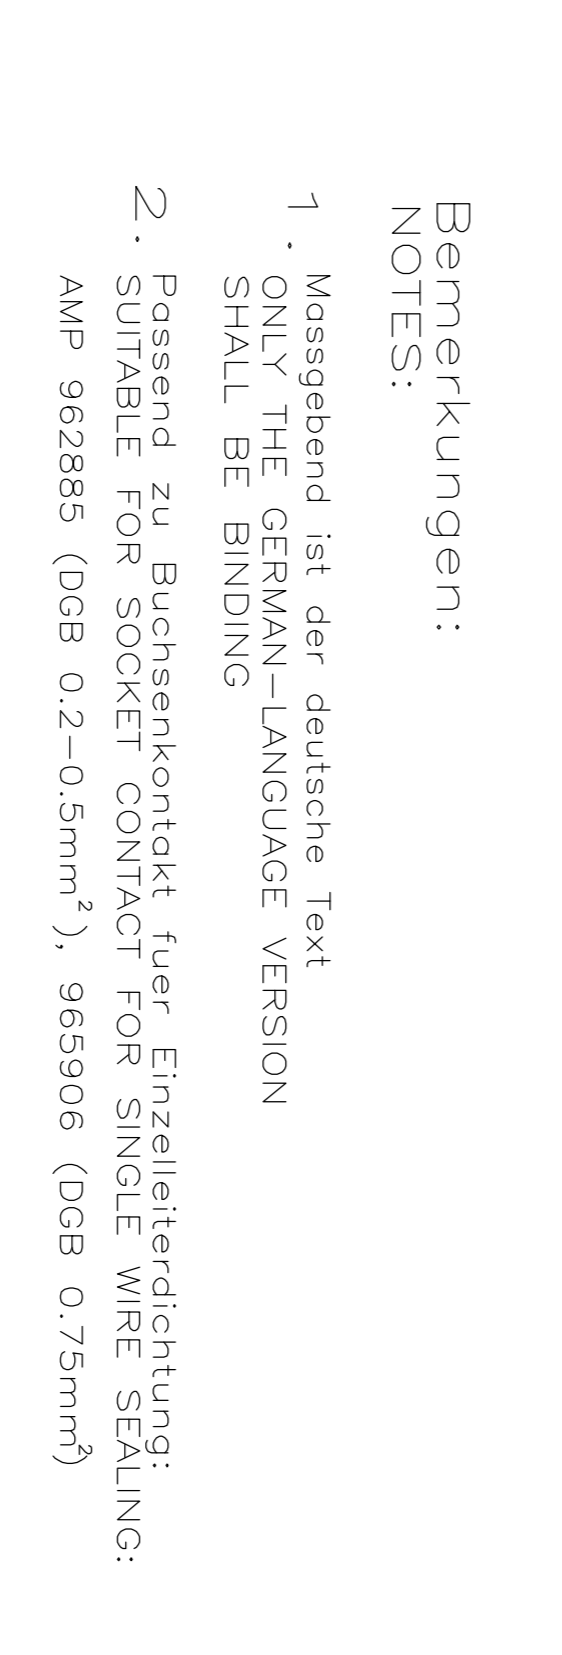 Bemerkungen:
NOTES:
1. Massgebend ist der deutsche Text
ONLY THE GERMAN-LANGUAGE VERSION
SHALL BE BINDING
2. Passend zu Buchsenkontakt fuer Einzelleiterdichtung:
SUITABLE FOR SOCKET CONTACT FOR SINGLE WIRE SEALING:
AMP 962885 (DGB 0.2-0.5mm²), 965906 (DGB 0.75mm²)